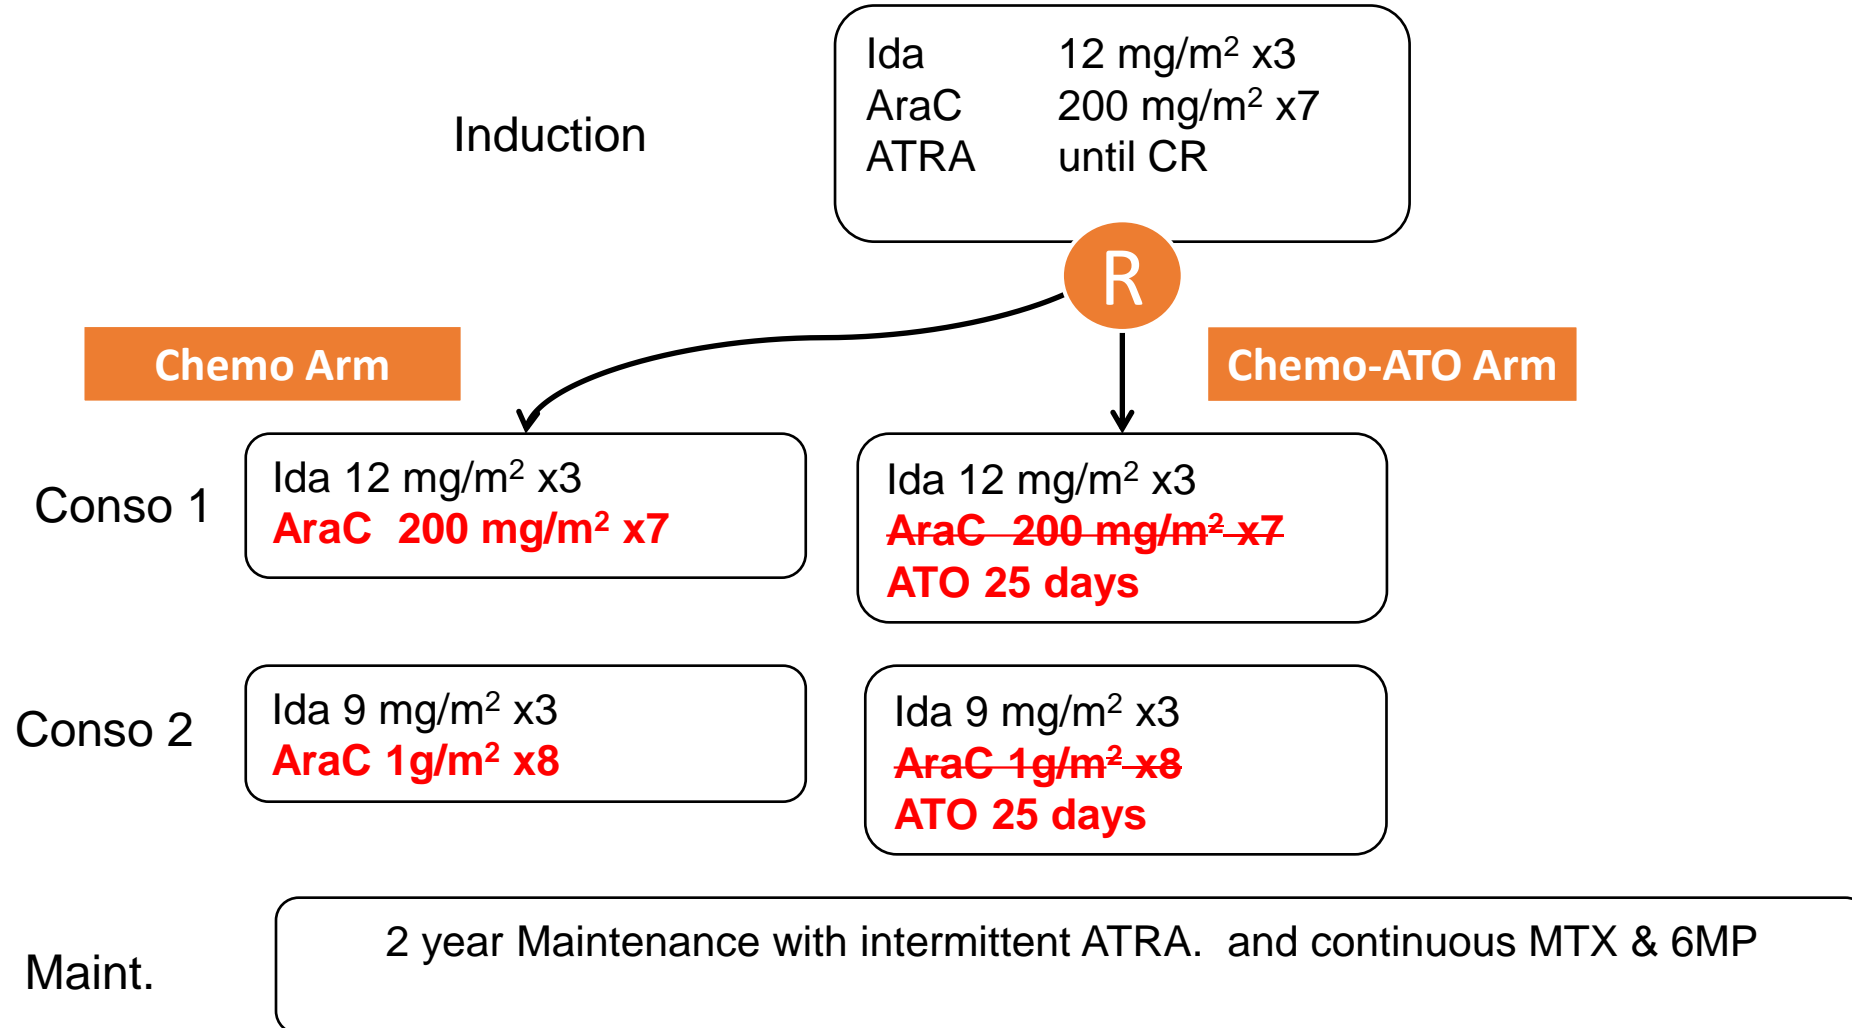 Induction
Ida 12 mg/m² x3
AraC 200 mg/m² x7
ATRA until CR
R
Chemo Arm
Chemo-ATO Arm
Conso 1
Ida 12 mg/m² x3
AraC 200 mg/m² x7
Ida 12 mg/m² x3
AraC 200 mg/m² x7
ATO 25 days
Conso 2
Ida 9 mg/m² x3
AraC 1g/m² x8
Ida 9 mg/m² x3
AraC 1g/m² x8
ATO 25 days
Maint.
2 year Maintenance with intermittent ATRA. and continuous MTX & 6MP